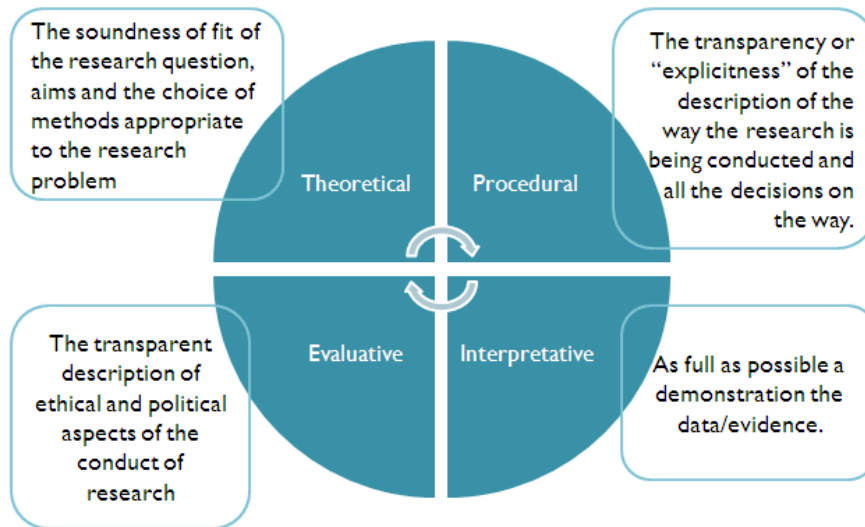 The soundness of fit of
the research question,
aims and the choice of
methods appropriate
to the research
problem
Theoretical
Procedural
The transparency or
“explicitness” of the
description of the
way the research is
being conducted and
all the decisions on
the way.
The transparent
description of
ethical and political
aspects of the
conduct of
research
Evaluative
Interpretative
As full as possible a
demonstration the
data/evidence.